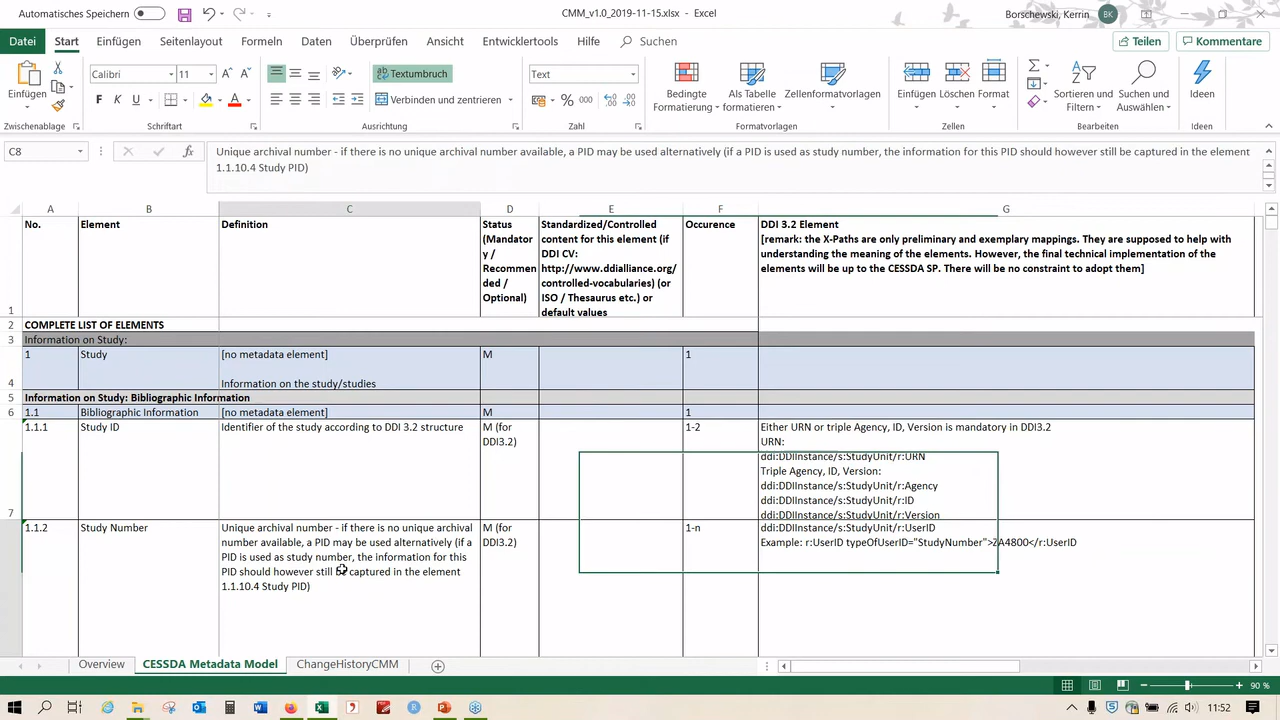 Automatisches Speichern
CMM_v1.0_2019-11-15.xlsx - Excel
Borschewski, Kerrin
BK
Datei
Start
Einfügen
Seitenlayout
Formeln
Daten
Überprüfen
Ansicht
Entwicklertools
Hilfe
Suchen
Teilen
Kommentare
Einfügen
Calibri
11
F
K
U
Textumbruch
Verbinden und zentrieren
Text
%
000
Bedingte
Formatierung
Als Tabelle
formatieren
Zellenformatvorlagen
Einfügen
Löschen
Format
Sortieren und
Filtern
Suchen und
Auswählen
Ideen
Zwischenablage
Schriftart
Ausrichtung
Zahl
Formatvorlagen
Zellen
Bearbeiten
Ideen
C8
fx
Unique archival number - if there is no unique archival number available, a PID may be used alternatively (if a PID is used as study number, the information for this PID should however still be captured in the element
1.1.10.4 Study PID)
A
B
C
D
E
F
G
1
No.
Element
Definition
Status
(Mandator
y /
Recommen
ded /
Optional)
Standardized/Controlled
content for this element (if
DDI CV:
http://www.ddialliance.org/
controlled-vocabularies) (or
ISO / Thesaurus etc.) or
default values
Occurence
DDI 3.2 Element
[remark: the X-Paths are only preliminary and exemplary mappings. They are supposed to help with
understanding the meaning of the elements. However, the final technical implementation of the
elements will be up to the CESSDA SP. There will be no constraint to adopt them]
2
COMPLETE LIST OF ELEMENTS
3
Information on Study:
4
1
Study
[no metadata element]
Information on the study/studies
M
1
5
Information on Study: Bibliographic Information
6
1.1
Bibliographic Information
[no metadata element]
M
1
7
1.1.1
Study ID
Identifier of the study according to DDI 3.2 structure
M (for
DDI3.2)
1-2
Either URN or triple Agency, ID, Version is mandatory in DDI3.2
URN:
ddi:DDIInstance/s:StudyUnit/r:URN
Triple Agency, ID, Version:
ddi:DDIInstance/s:StudyUnit/r:Agency
ddi:DDIInstance/s:StudyUnit/r:ID
ddi:DDIInstance/s:StudyUnit/r:Version
1.1.2
Study Number
Unique archival number - if there is no unique archival
number available, a PID may be used alternatively (if a
PID is used as study number, the information for this
PID should however still be captured in the element
1.1.10.4 Study PID)
M (for
DDI3.2)
1-n
ddi:DDIInstance/s:StudyUnit/r:UserID
Example: r:UserID typeOfUserID="StudyNumber">ZA4800</r:UserID
Overview
CESSDA Metadata Model
ChangeHistoryCMM
90 %
11:52